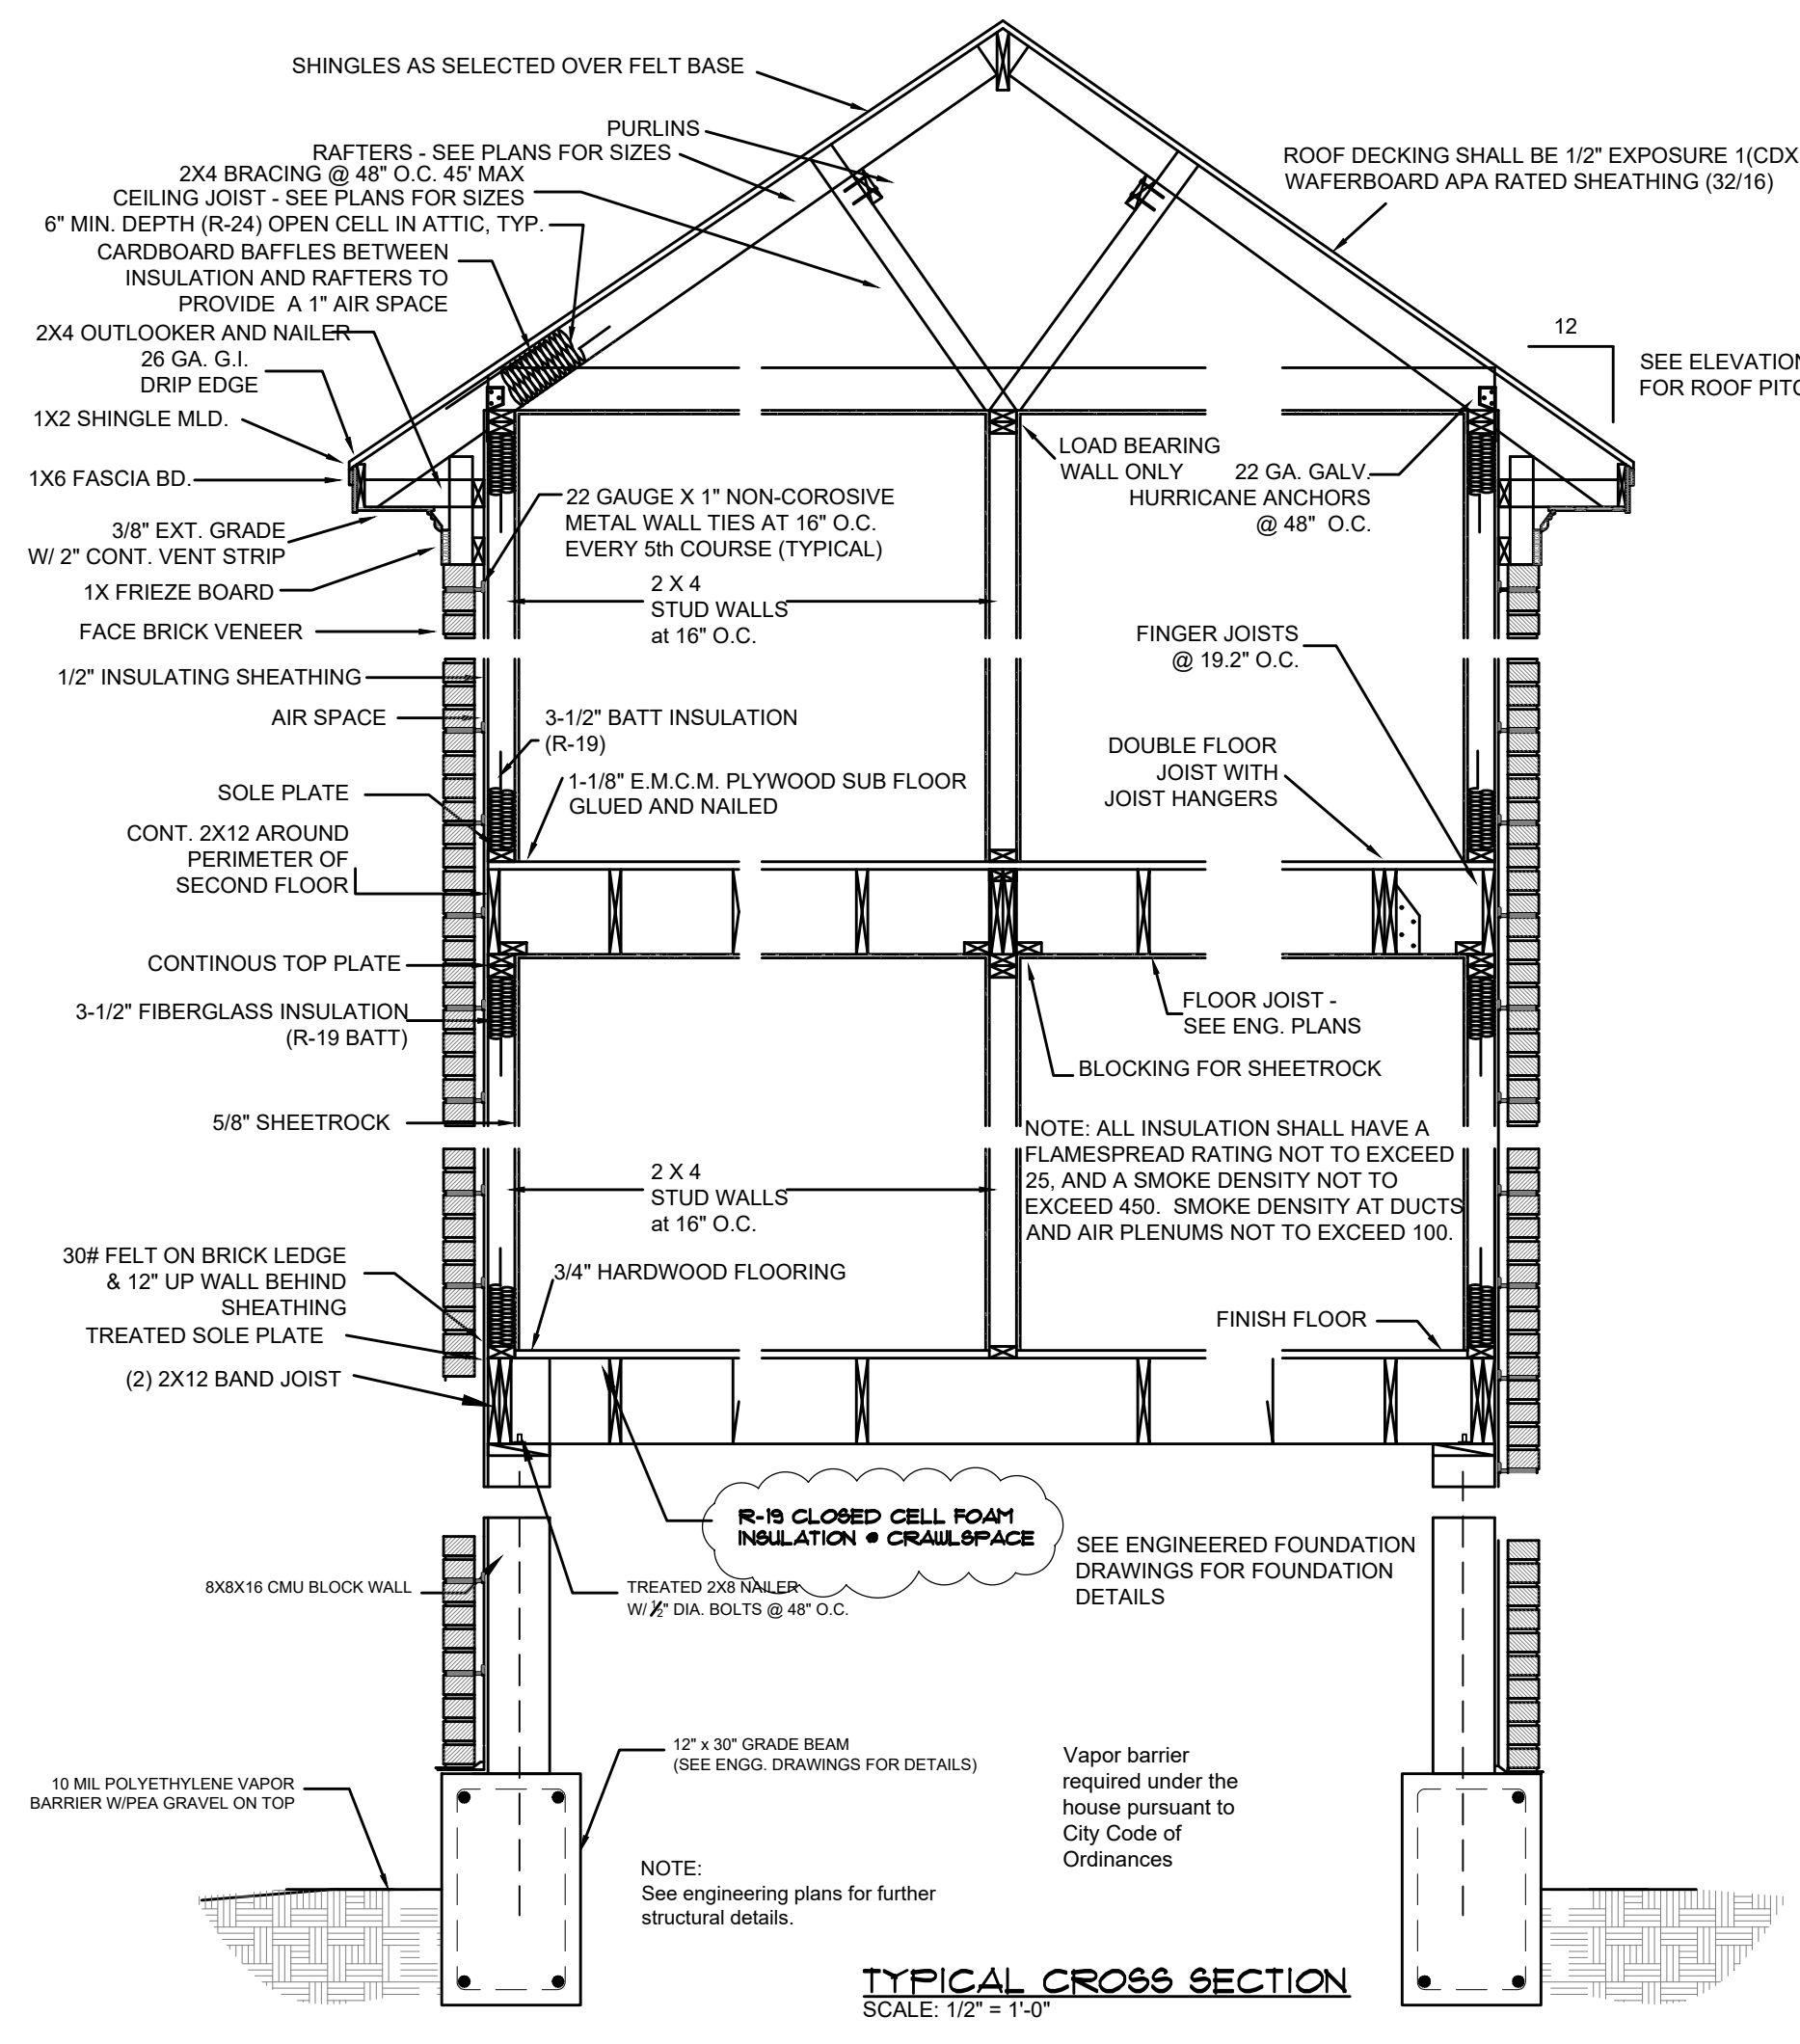 SHINGLES AS SELECTED OVER FELT BASE
PURLINS
RAFTERS - SEE PLANS FOR SIZES
2X4 BRACING @ 48" O.C. 45' MAX
CEILING JOIST - SEE PLANS FOR SIZES
6" MIN. DEPTH (R-24) OPEN CELL IN ATTIC, TYP.
CARDBOARD BAFFLES BETWEEN
INSULATION AND RAFTERS TO
PROVIDE A 1" AIR SPACE
2X4 OUTLOOKER AND NAILER
26 GA. G.I.
DRIP EDGE
1X2 SHINGLE MLD.
1X6 FASCIA BD.
3/8" EXT. GRADE
W/ 2" CONT. VENT STRIP
1X FRIEZE BOARD
FACE BRICK VENEER
1/2" INSULATING SHEATHING
AIR SPACE
SOLE PLATE
CONT. 2X12 AROUND
PERIMETER OF
SECOND FLOOR
CONTINOUS TOP PLATE
3-1/2" FIBERGLASS INSULATION
(R-19 BATT)
5/8" SHEETROCK
30# FELT ON BRICK LEDGE
& 12" UP WALL BEHIND
SHEATHING
TREATED SOLE PLATE
(2) 2X12 BAND JOIST
8X8X16 CMU BLOCK WALL
10 MIL POLYETHYLENE VAPOR
BARRIER W/PEA GRAVEL ON TOP
ROOF DECKING SHALL BE 1/2" EXPOSURE 1(CDX
WAFERBOARD APA RATED SHEATHING (32/16)
12
SEE ELEVATION
FOR ROOF PITC
LOAD BEARING
WALL ONLY
22 GA. GALV.
HURRICANE ANCHORS
@ 48" O.C.
22 GAUGE X 1" NON-COROSIVE
METAL WALL TIES AT 16" O.C.
EVERY 5th COURSE (TYPICAL)
2 X 4
STUD WALLS
at 16" O.C.
FINGER JOISTS
@ 19.2" O.C.
3-1/2" BATT INSULATION
(R-19)
1-1/8" E.M.C.M. PLYWOOD SUB FLOOR
GLUED AND NAILED
DOUBLE FLOOR
JOIST WITH
JOIST HANGERS
FLOOR JOIST -
SEE ENG. PLANS
BLOCKING FOR SHEETROCK
NOTE: ALL INSULATION SHALL HAVE A
FLAMESPREAD RATING NOT TO EXCEED
25, AND A SMOKE DENSITY NOT TO
EXCEED 450. SMOKE DENSITY AT DUCTS
AND AIR PLENUMS NOT TO EXCEED 100.
2 X 4
STUD WALLS
at 16" O.C.
3/4" HARDWOOD FLOORING
FINISH FLOOR
R-19 CLOSED CELL FOAM
INSULATION @ CRAWLSPACE
TREATED 2X8 NAILER
W/ 1/2" DIA. BOLTS @ 48" O.C.
SEE ENGINEERED FOUNDATION
DRAWINGS FOR FOUNDATION
DETAILS
12" x 30" GRADE BEAM
(SEE ENGG. DRAWINGS FOR DETAILS)
Vapor barrier
required under the
house pursuant to
City Code of
Ordinances
NOTE:
See engineering plans for further
structural details.
TYPICAL CROSS SECTION
SCALE: 1/2" = 1'-0"